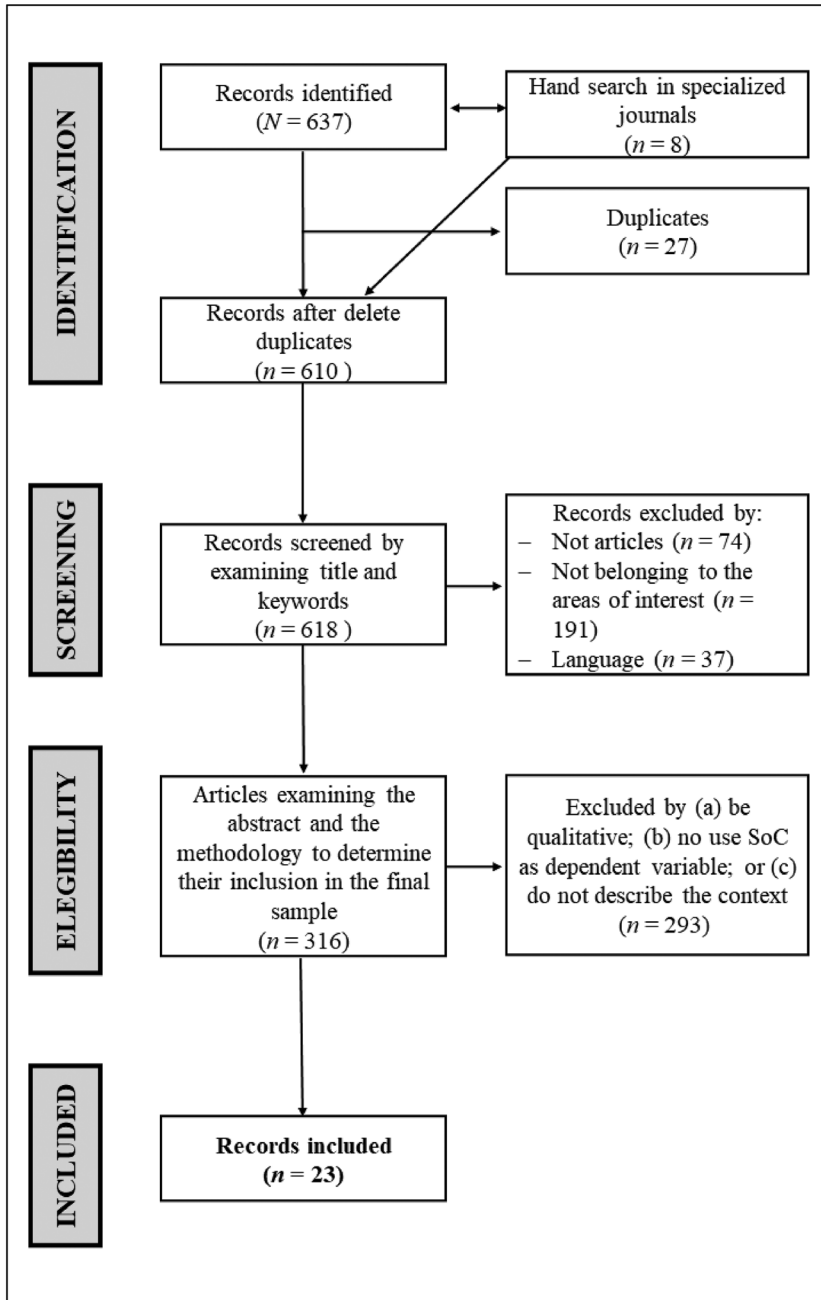 IDENTIFICATION
Records identified
(N = 637)
Hand search in specialized
journals
(n = 8)
Duplicates
(n = 27)
Records after delete
duplicates
(n = 610 )
SCREENING
Records screened by
examining title and
keywords
(n = 618 )
Records excluded by:
– Not articles (n = 74)
– Not belonging to the
areas of interest (n =
191)
– Language (n = 37)
ELEGIBILITY
Articles examining the
abstract and the
methodology to determine
their inclusion in the final
sample
(n = 316)
Excluded by (a) be
qualitative; (b) no use SoC
as dependent variable; or (c)
do not describe the context
(n = 293)
INCLUDED
Records included
(n = 23)